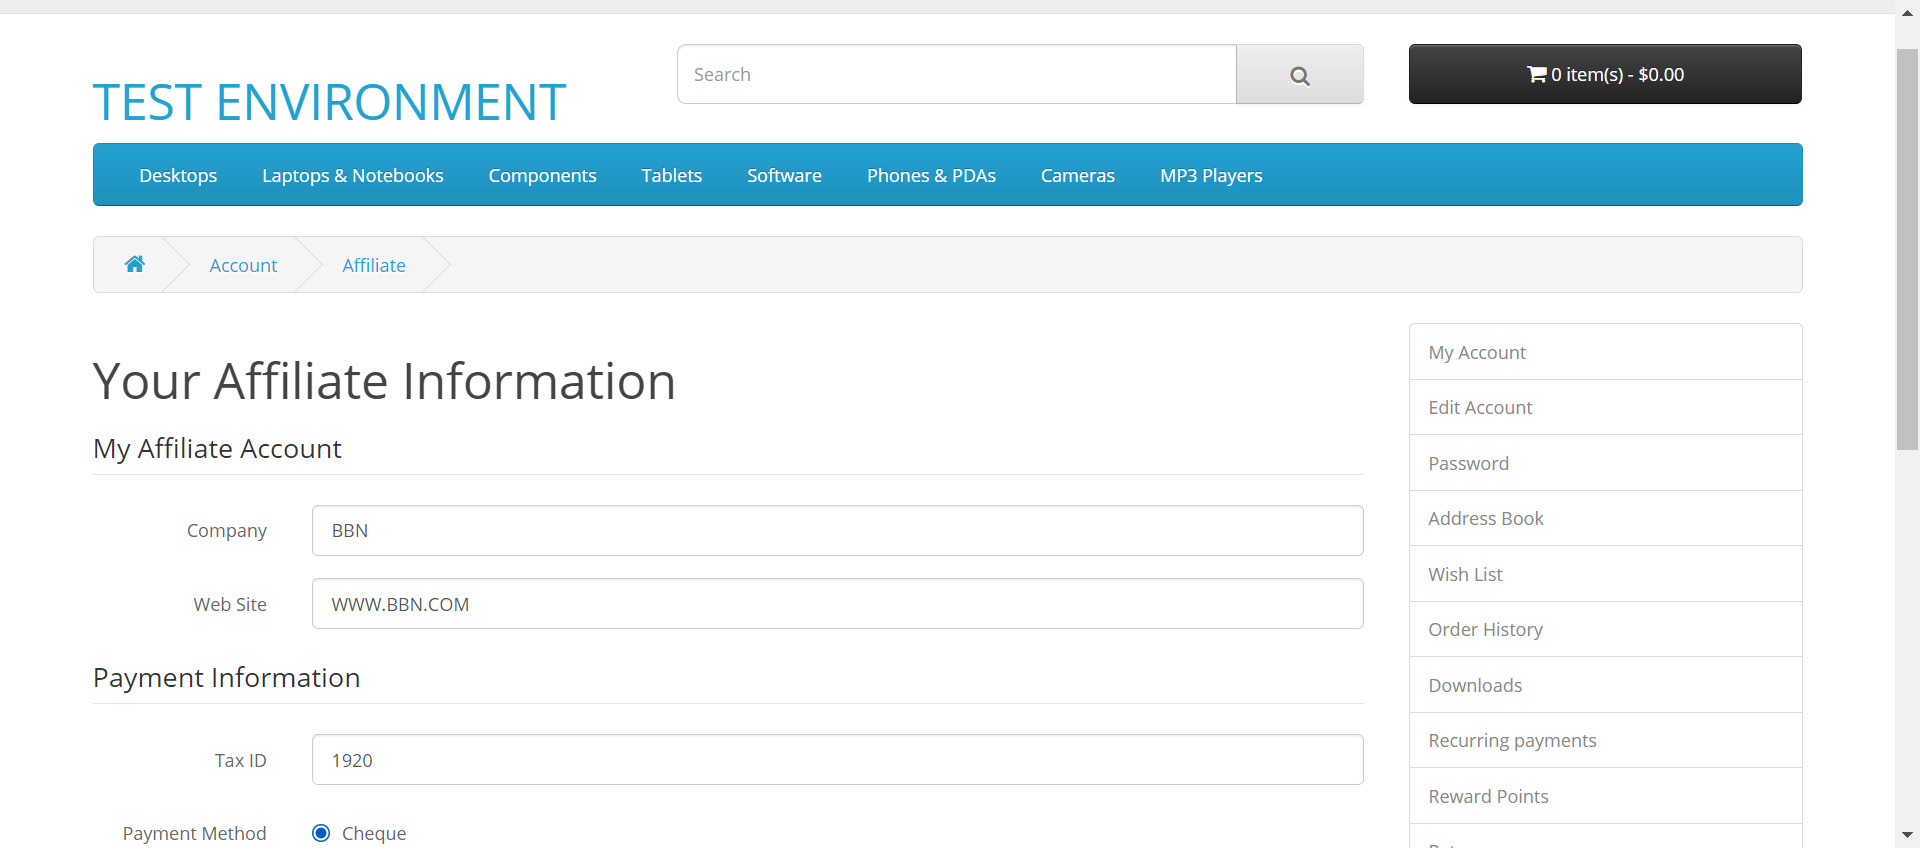 TEST ENVIRONMENT
Search
0 item(s) - $0.00
Desktops
Laptops & Notebooks
Components
Tablets
Software
Phones & PDAs
Cameras
MP3 Players
Account
Affiliate
Your Affiliate Information
My Affiliate Account
Company
BBN
Web Site
WWW.BBN.COM
Payment Information
Tax ID
1920
Payment Method
Cheque
My Account
Edit Account
Password
Address Book
Wish List
Order History
Downloads
Recurring payments
Reward Points